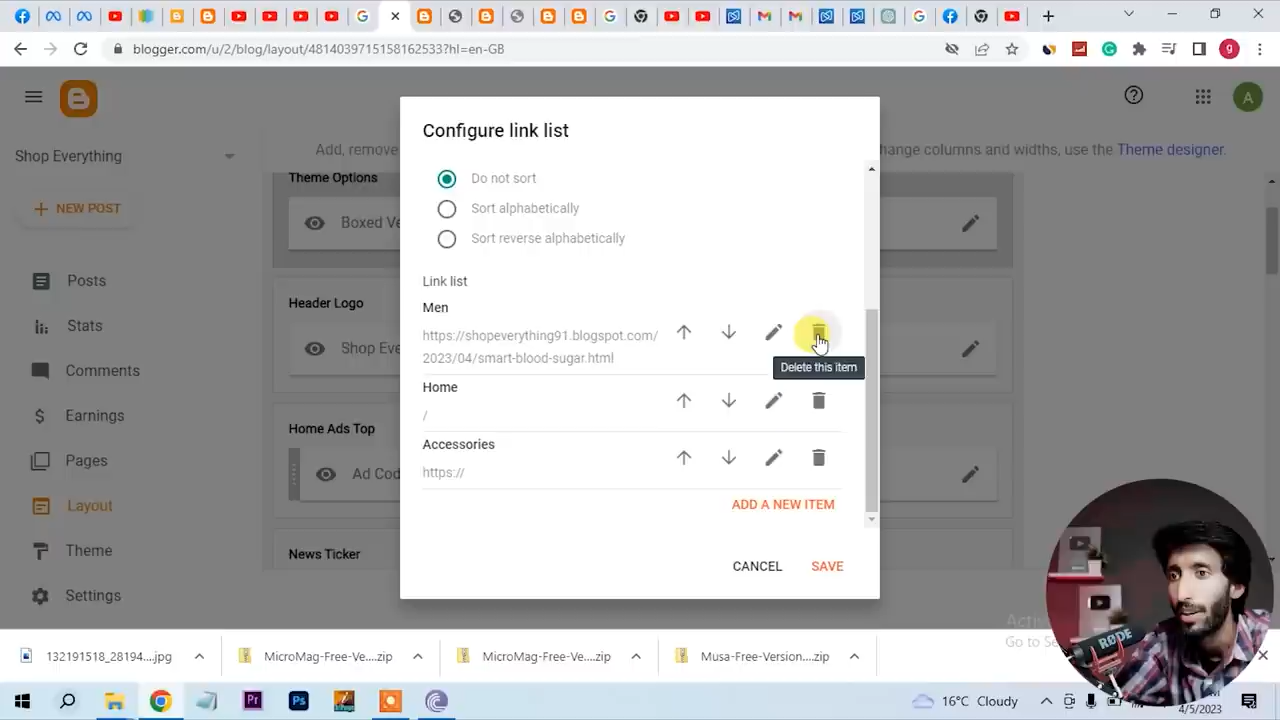 blogger.com/u/2/blog/layout/4814039715158162533?hl=en-GB
g
A
Shop Everything
Add, remove
change columns and widths, use the Theme designer.
NEW POST
Posts
Stats
Comments
Earnings
Pages
Layout
Theme
Settings
Theme Options
Boxed Ve
Header Logo
Shop Eve
Home Ads Top
Ad Cod
News Ticker
Configure link list
Do not sort
Sort alphabetically
Sort reverse alphabetically
Link list
Men
https://shopeverything91.blogspot.com/
2023/04/smart-blood-sugar.html
Delete this item
Home
/
Accessories
https://
ADD A NEW ITEM
CANCEL
SAVE
Go to Se
RØDE
132191518_28194....jpg
MicroMag-Free-Ve....zip
MicroMag-Free-Ve....zip
Musa-Free-Version....zip
16°C Cloudy
4/5/2023